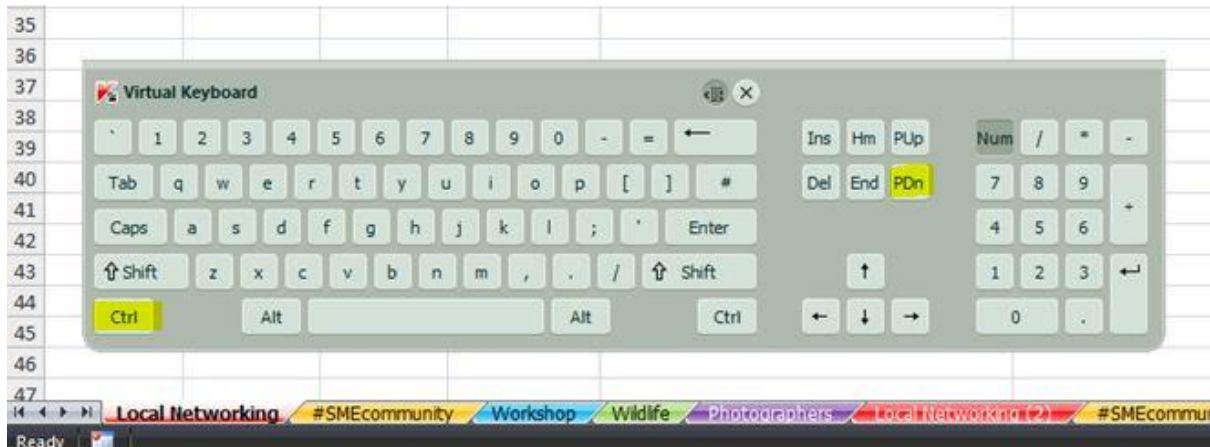 35
36
37
38
39
40
41
42
43
44
45
46
47
Virtual Keyboard
` 1 2 3 4 5 6 7 8 9 0 - = ←
Ins Hm PUp
Num / * -
Tab q w e r t y u i o p [ ] #
Del End PDn
7 8 9 +
Caps a s d f g h j k l ; ' Enter
4 5 6
⇧ Shift z x c v b n m , . / ⇧ Shift
↑
1 2 3 ↵
Ctrl Alt Alt Ctrl
← ↓ →
0 .
Local Networking #SMEcommunity Workshop Wildlife Photographers Local Networking (2) #SMEcommun
Ready